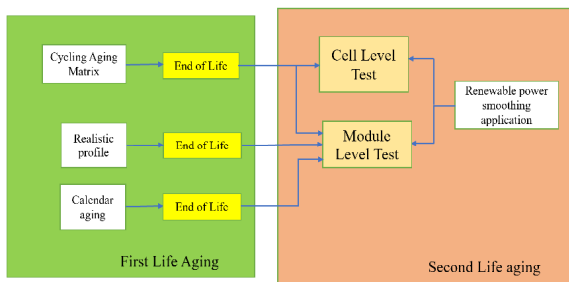 Cycling Aging
Matrix
End of Life
Cell Level
Test
Renewable power
smoothing
application
Realistic
profile
End of Life
Module
Level Test
Calendar
aging
End of Life
First Life Aging
Second Life aging